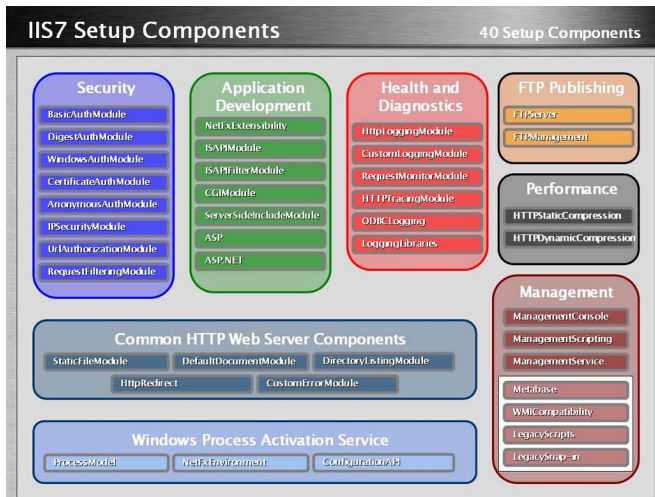 IIS7 Setup Components
40 Setup Components
Security
BasicAuthModule
DigestAuthModule
WindowsAuthModule
CertificateAuthModule
AnonymousAuthModule
IPSecurityModule
UrlAuthorizationModule
RequestFilteringModule
Application
Development
NetFxExtensibility
ISAPIModule
ISAPIFilterModule
CGIModule
ServerSideIncludeModule
ASP
ASP.NET
Health and
Diagnostics
HttpLoggingModule
CustomLoggingModule
RequestMonitorModule
HTTPTracingModule
ODBCLogging
LoggingLibraries
FTP Publishing
FTPServer
FTPManagement
Performance
HTTPStaticCompression
HTTPDynamicCompression
Management
ManagementConsole
ManagementScripting
ManagementService
Metabase
WMICompatibility
LegacyScripts
LegacySnap-in
Common HTTP Web Server Components
StaticFileModule DefaultDocumentModule DirectoryListingModule
HttpRedirect CustomErrorModule
Windows Process Activation Service
ProcessModel NetFxEnvironment ConfigurationAPI